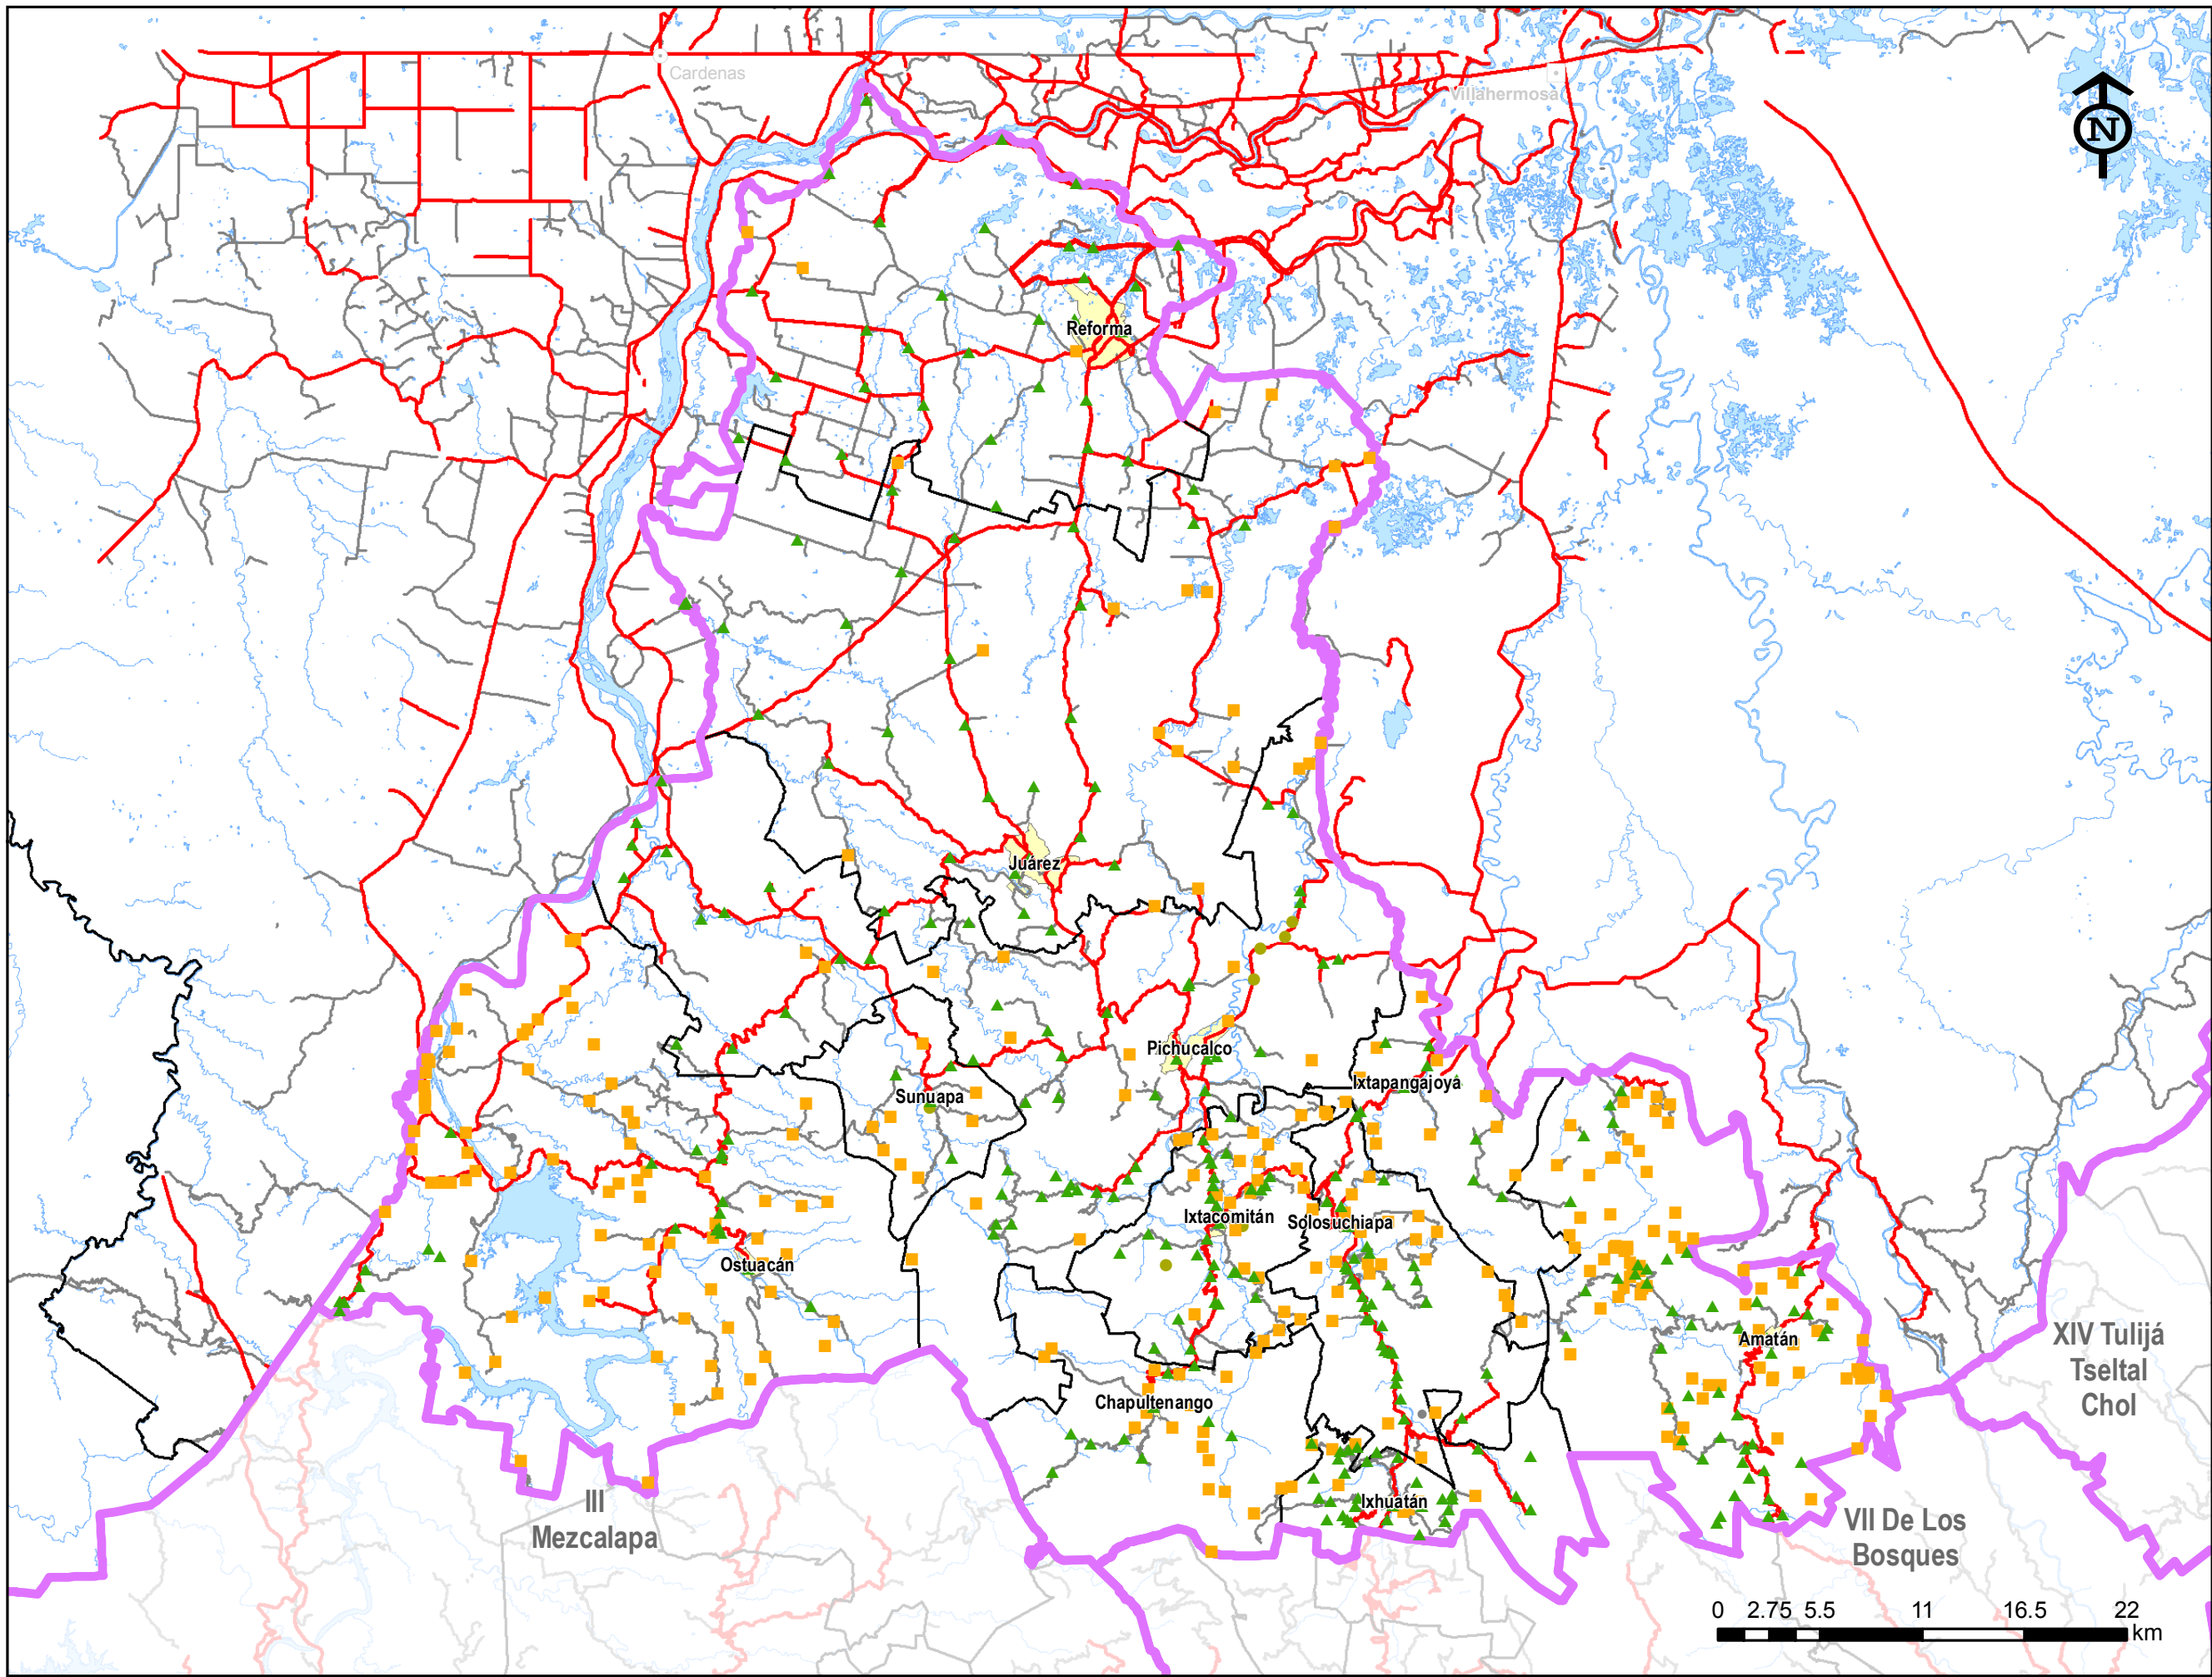 Cardenas
Villahermosa
N
Reforma
Juárez
Pichucalco
Ixtapangajoya
Sunuapa
Ixtacomitán
Solosuchiapa
Ostuacán
Amatán
XIV Tulijá
Tseltal
Chol
Chapultenango
Ixhuatán
III
Mezcalapa
VII De Los
Bosques
0 2.75 5.5 11 16.5 22
km